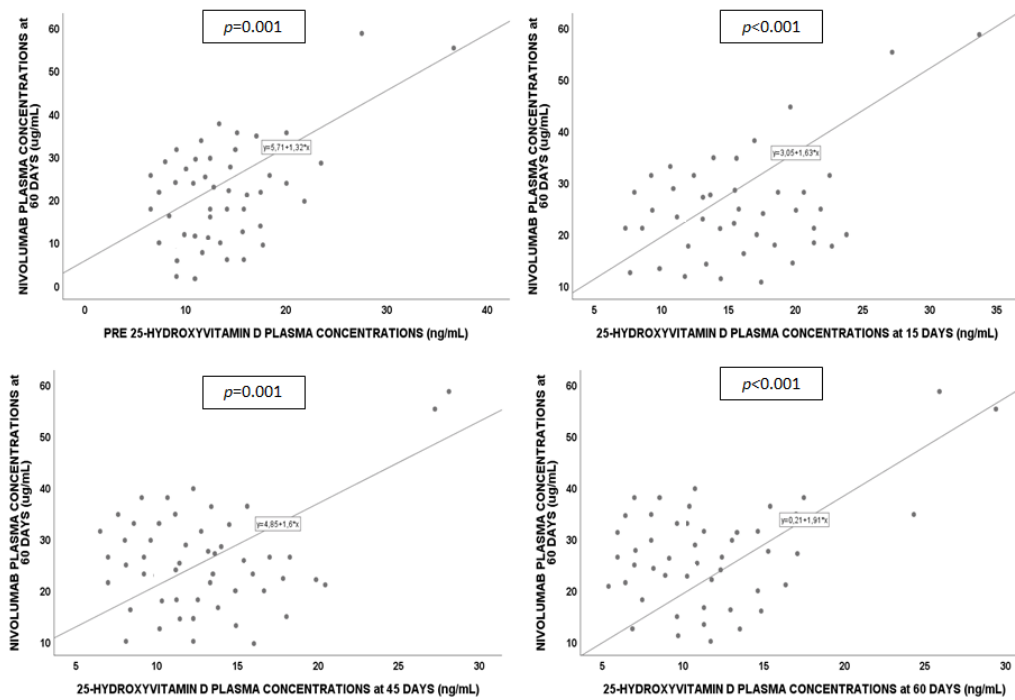 p=0.001
NIVOLUMAB PLASMA CONCENTRATIONS at
60 DAYS (ug/mL)
60
50
40
30
20
10
0
y=5,71+1,32*x
0
10
20
30
40
PRE 25-HYDROXYVITAMIN D PLASMA CONCENTRATIONS (ng/mL)
p<0.001
NIVOLUMAB PLASMA CONCENTRATIONS at
60 DAYS (ug/mL)
60
50
40
30
20
10
y=3,05+1,63*x
5
10
15
20
25
30
35
25-HYDROXYVITAMIN D PLASMA CONCENTRATIONS at 15 DAYS (ng/mL)
p=0.001
NIVOLUMAB PLASMA CONCENTRATIONS at
60 DAYS (ug/mL)
60
50
40
30
20
10
y=4,85+1,6*x
5
10
15
20
25
30
25-HYDROXYVITAMIN D PLASMA CONCENTRATIONS at 45 DAYS (ng/mL)
p<0.001
NIVOLUMAB PLASMA CONCENTRATIONS at
60 DAYS (ug/mL)
60
50
40
30
20
10
y=0,21+1,91*x
5
10
15
20
25
30
25-HYDROXYVITAMIN D PLASMA CONCENTRATIONS at 60 DAYS (ng/mL)